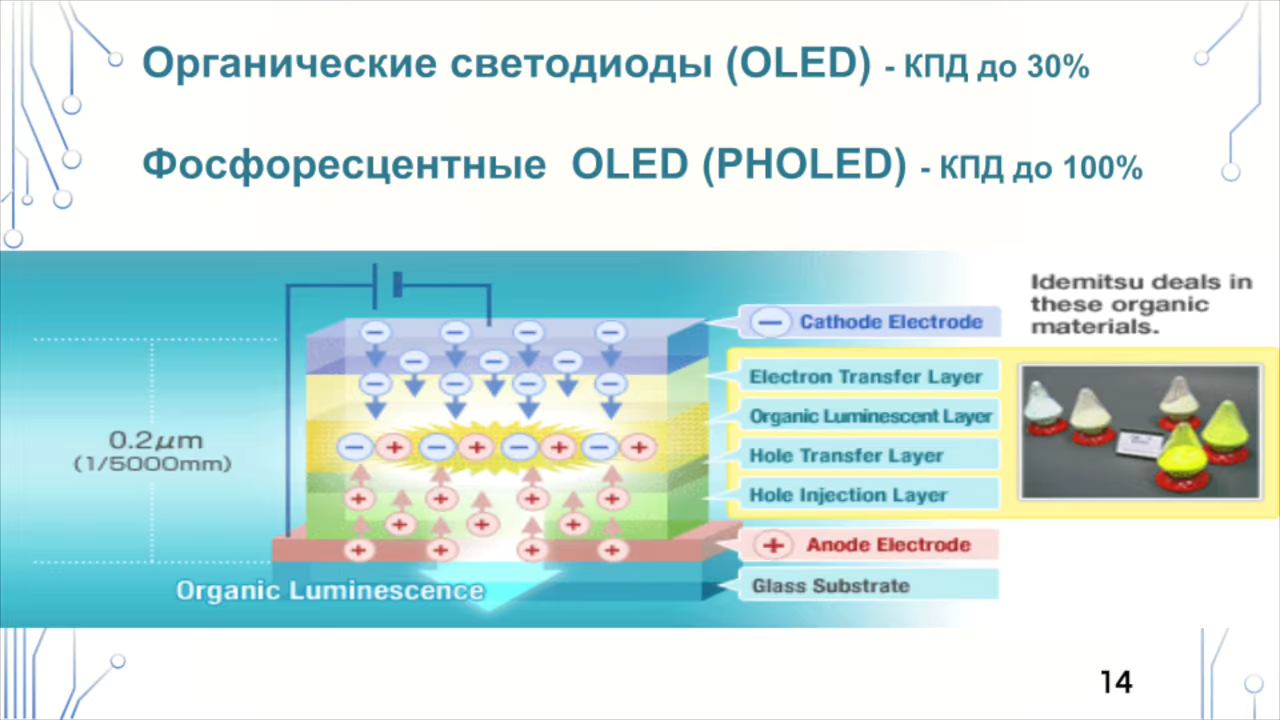 Органические светодиоды (OLED) - КПД до 30%
Фосфоресцентные OLED (PHOLED) - КПД до 100%
Idemitsu deals in
these organic
materials.
− Cathode Electrode
Electron Transfer Layer
Organic Luminescent Layer
Hole Transfer Layer
Hole Injection Layer
+ Anode Electrode
Glass Substrate
0.2μm
(1/5000mm)
Organic Luminescence
14